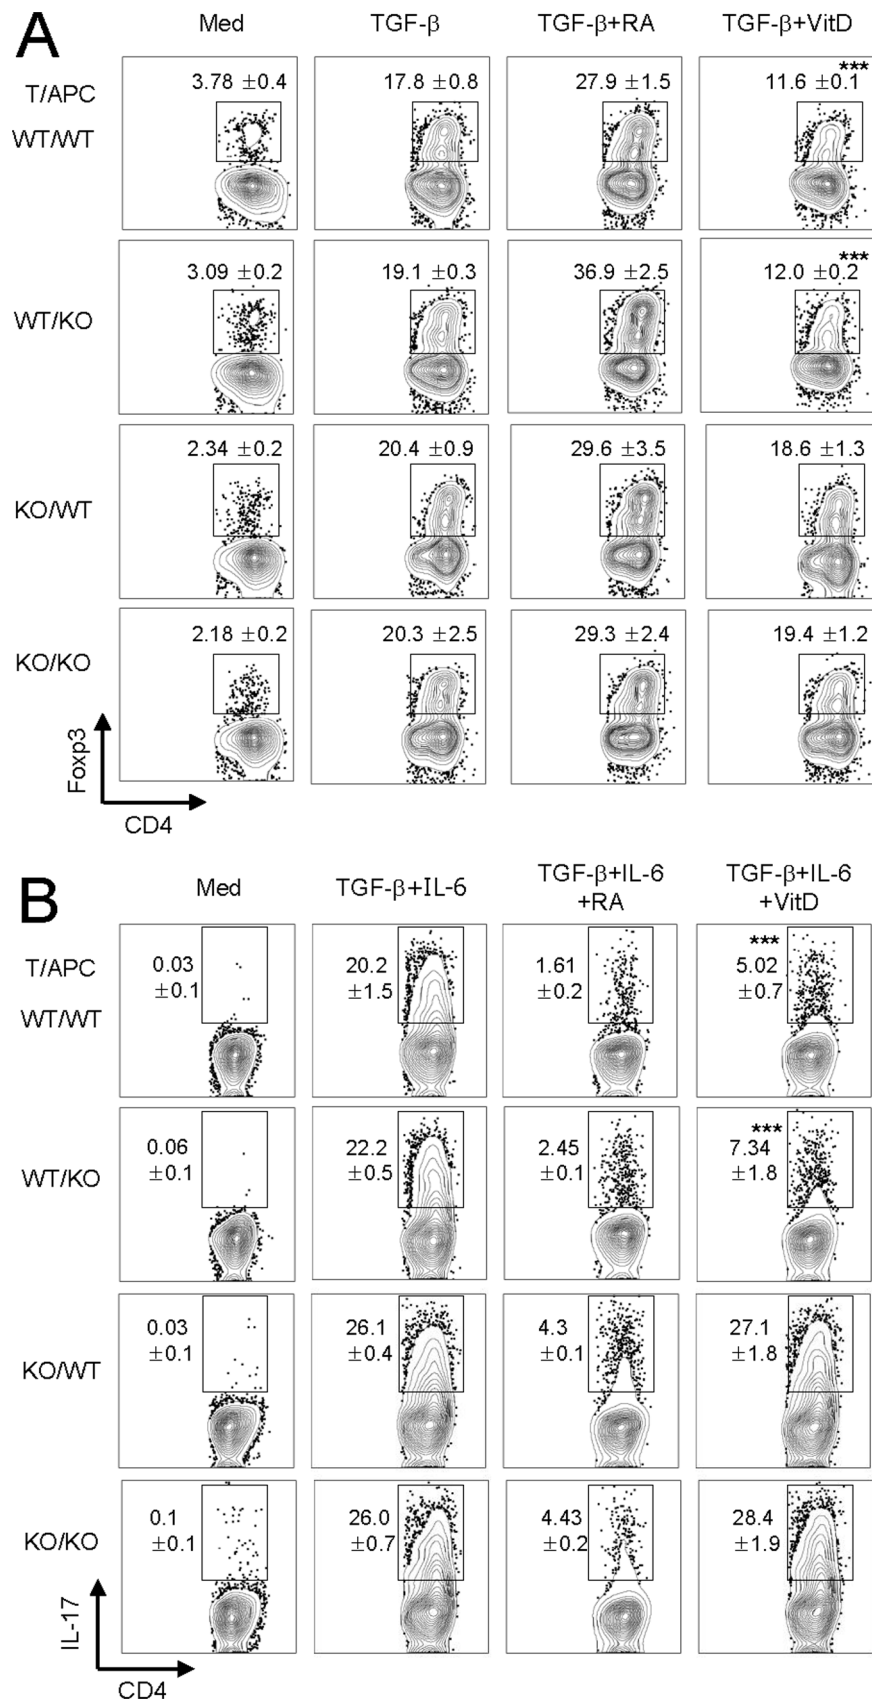 A
Med TGF-β TGF-β+RA TGF-β+VitD
T/APC
WT/WT
3.78 ±0.4 17.8 ±0.8 27.9 ±1.5 11.6 ±0.1 ***
WT/KO
3.09 ±0.2 19.1 ±0.3 36.9 ±2.5 12.0 ±0.2 ***
KO/WT
2.34 ±0.2 20.4 ±0.9 29.6 ±3.5 18.6 ±1.3
KO/KO
2.18 ±0.2 20.3 ±2.5 29.3 ±2.4 19.4 ±1.2
Foxp3
CD4
B
Med TGF-β+IL-6 TGF-β+IL-6 TGF-β+IL-6
+RA +VitD
T/APC
WT/WT
***
0.03 20.2 1.61 5.02
±0.1 ±1.5 ±0.2 ±0.7
WT/KO
***
0.06 22.2 2.45 7.34
±0.1 ±0.5 ±0.1 ±1.8
KO/WT
0.03 26.1 4.3 27.1
±0.1 ±0.4 ±0.1 ±1.8
KO/KO
0.1 26.0 4.43 28.4
±0.1 ±0.7 ±0.2 ±1.9
IL-17
CD4